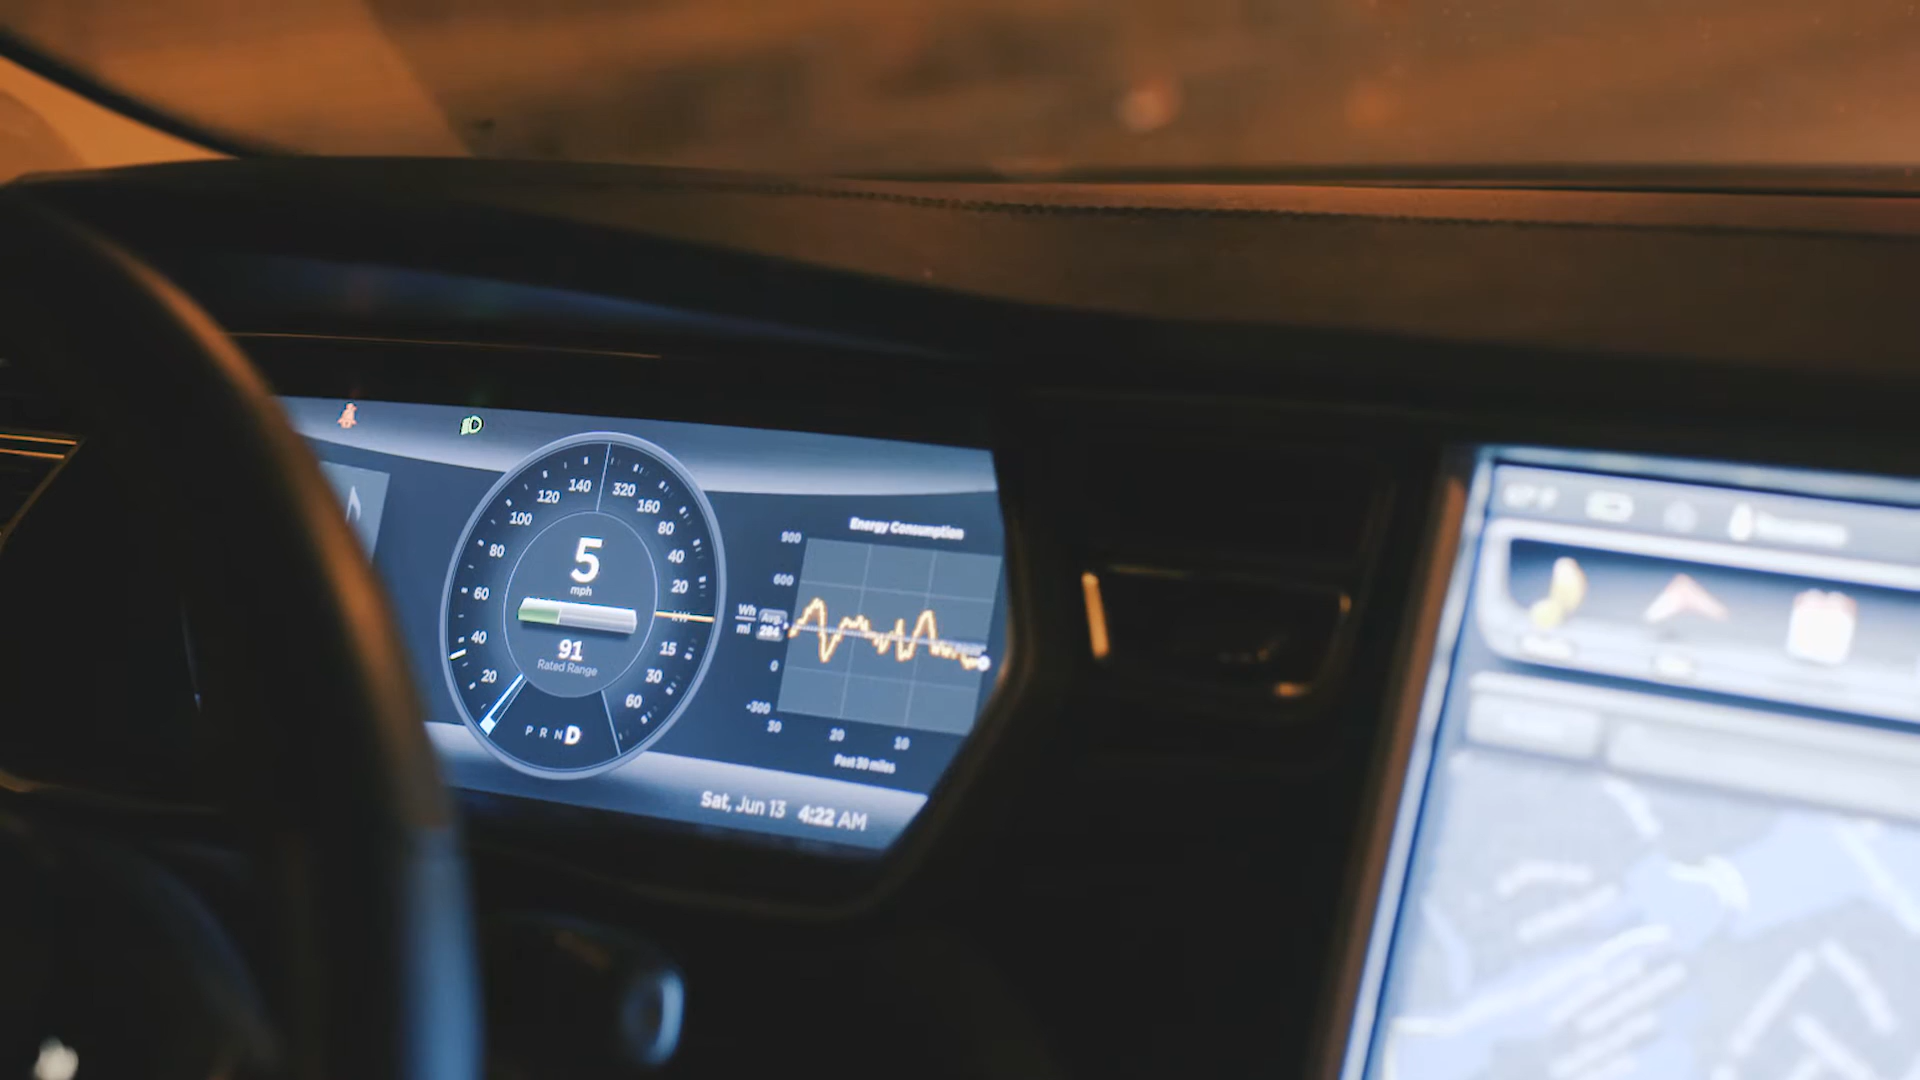 140
320
120
160
100
80
80
40
60
20
40
15
20
30
60
5
mph
91
Rated Range
P R N D
Energy Consumption
900
600
Wh
mi
Avg.
284
0
-300
30
20
10
Past 30 miles
Sat, Jun 13 4:22 AM